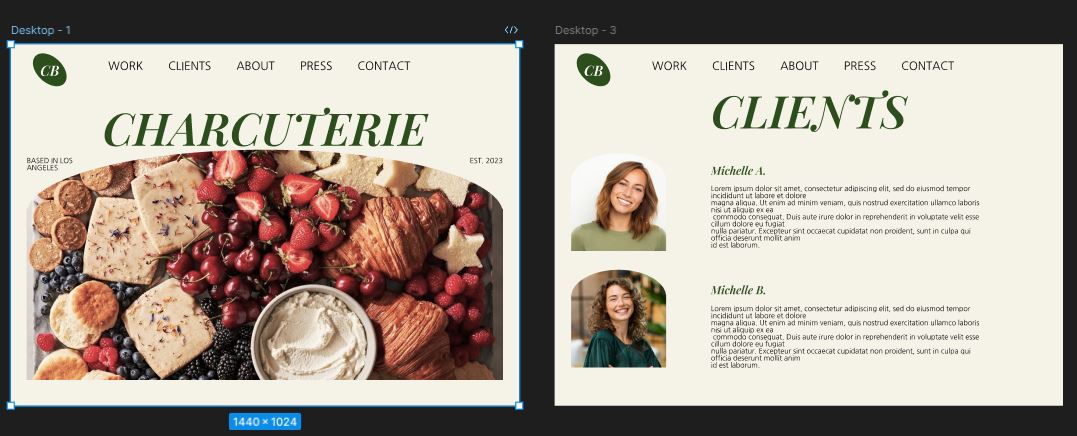 Desktop - 1
CB
WORK CLIENTS ABOUT PRESS CONTACT
CHARCUTERIE
BASED IN LOS
ANGELES
EST. 2023
1440 × 1024
Desktop - 3
CB
WORK CLIENTS ABOUT PRESS CONTACT
CLIENTS
Michelle A.
Lorem ipsum dolor sit amet, consectetur adipiscing elit, sed do eiusmod tempor
incididunt ut labore et dolore
magna aliqua. Ut enim ad minim veniam, quis nostrud exercitation ullamco laboris
nisi ut aliquip ex ea
commodo consequat. Duis aute irure dolor in reprehenderit in voluptate velit esse
cillum dolore eu fugiat
nulla pariatur. Excepteur sint occaecat cupidatat non proident, sunt in culpa qui
officia deserunt mollit anim
id est laborum.
Michelle B.
Lorem ipsum dolor sit amet, consectetur adipiscing elit, sed do eiusmod tempor
incididunt ut labore et dolore
magna aliqua. Ut enim ad minim veniam, quis nostrud exercitation ullamco laboris
nisi ut aliquip ex ea
commodo consequat. Duis aute irure dolor in reprehenderit in voluptate velit esse
cillum dolore eu fugiat
nulla pariatur. Excepteur sint occaecat cupidatat non proident, sunt in culpa qui
officia deserunt mollit anim
id est laborum.